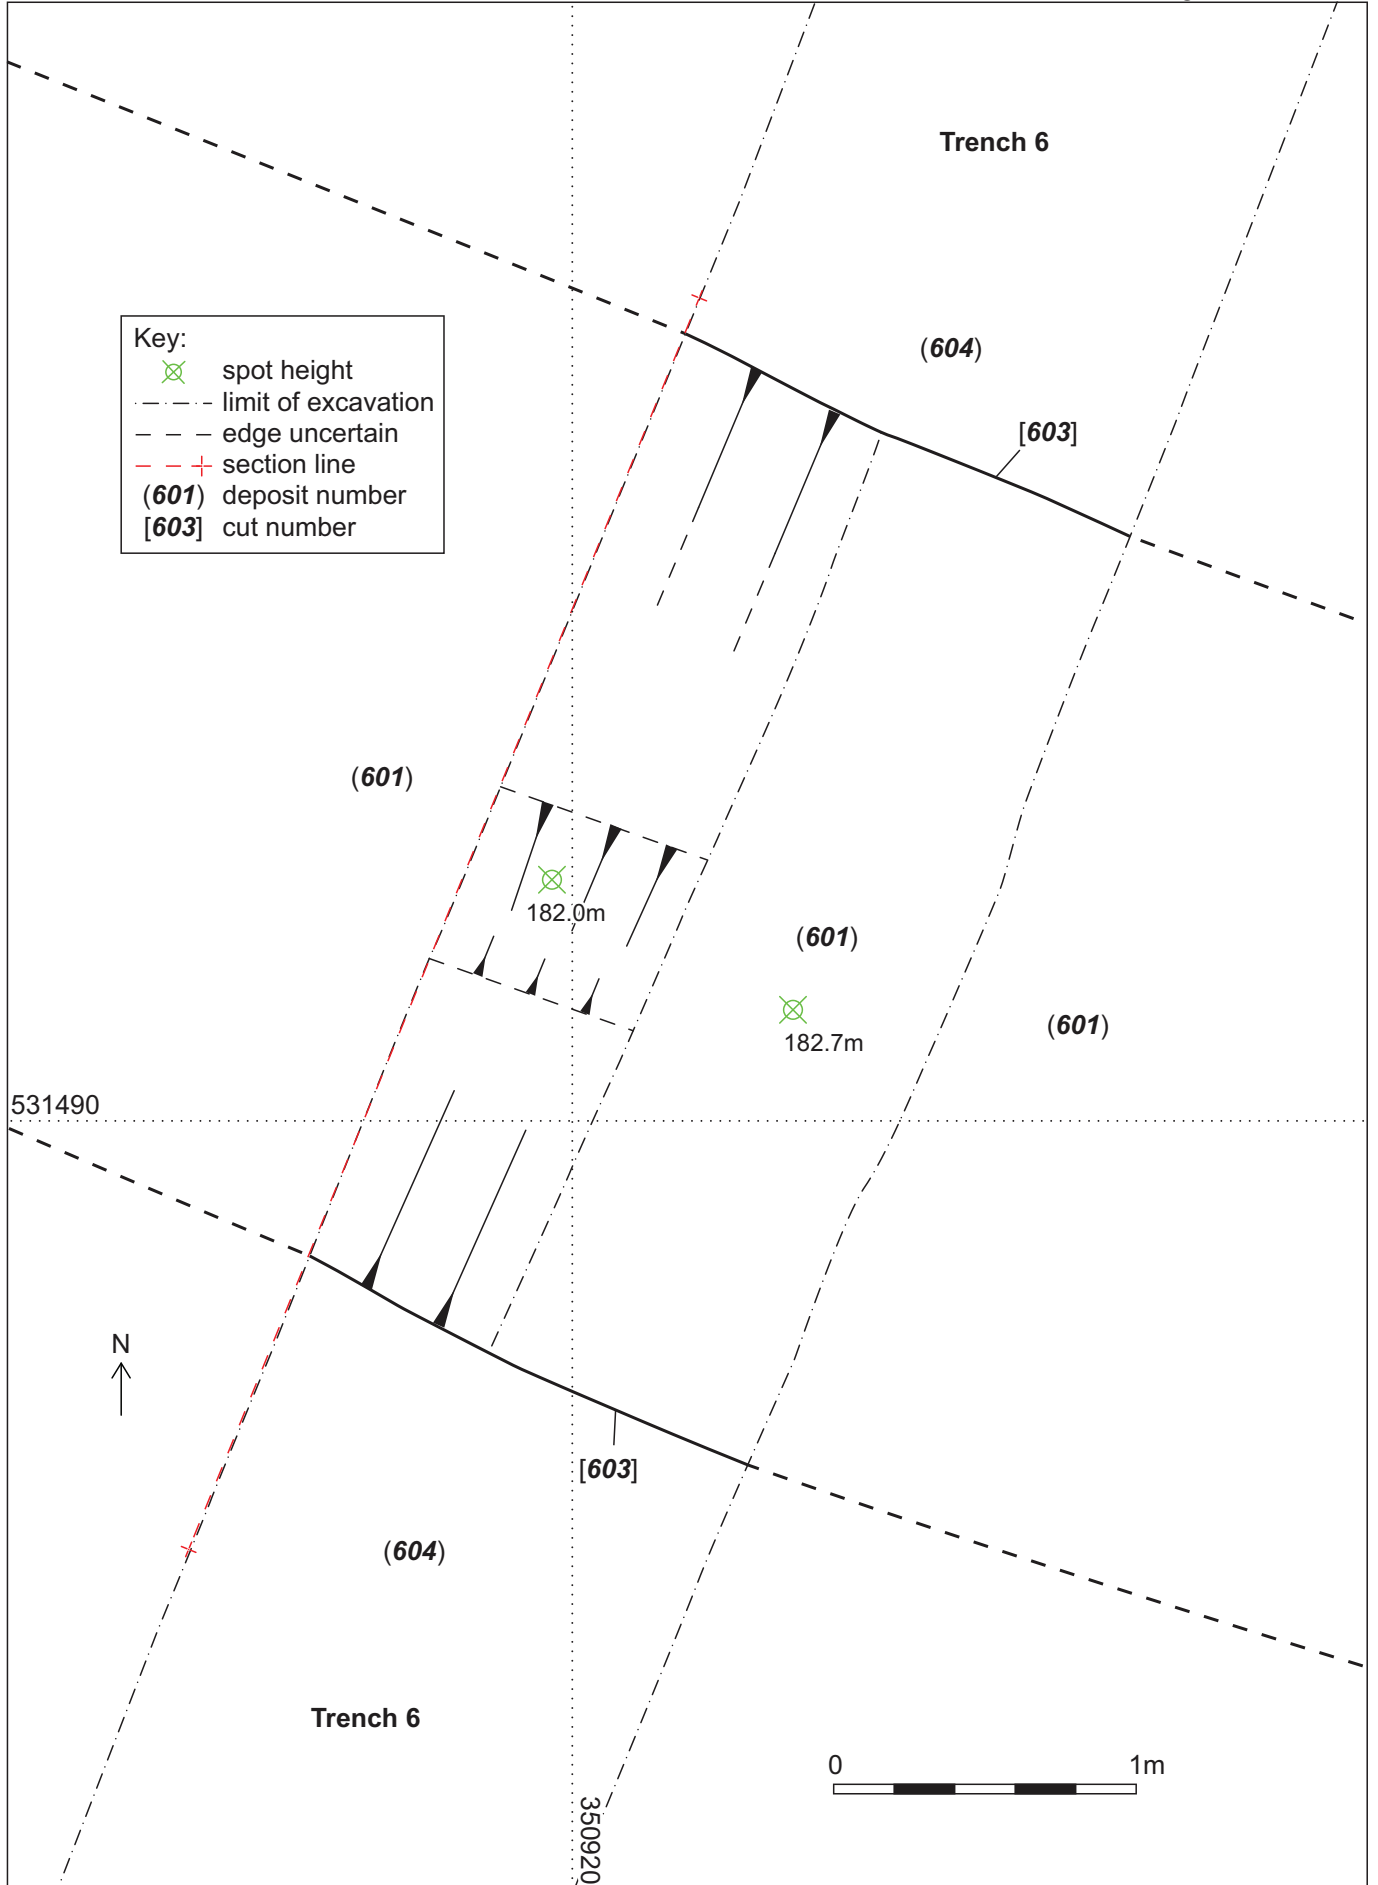 Trench 6
Key:
spot height
limit of excavation
edge uncertain
section line
(601) deposit number
[603] cut number
(604)
[603]
(601)
182.0m
(601)
182.7m
(601)
531490
N
[603]
(604)
Trench 6
0 1m
350920